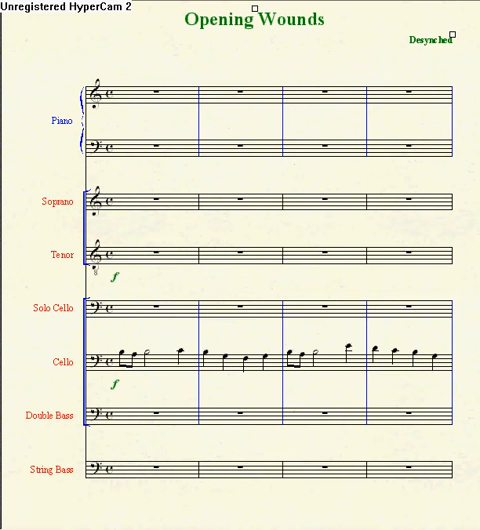 Unregistered HyperCam 2
Opening Wounds
Desynched
Piano
Soprano
Tenor
f
Solo Cello
Cello
f
Double Bass
String Bass